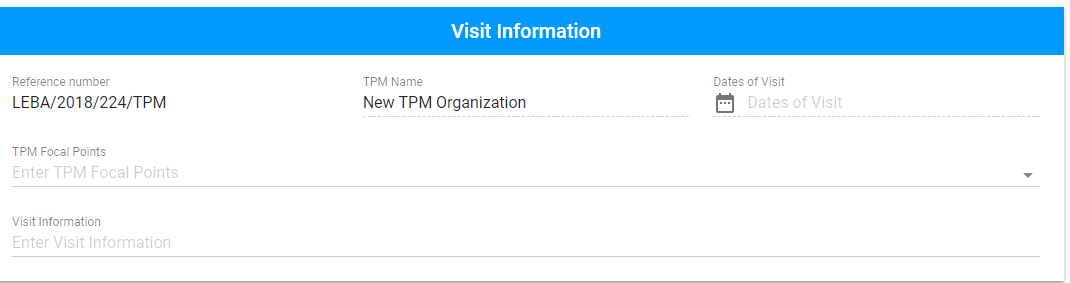 Visit Information
Reference number
LEBA/2018/224/TPM
TPM Name
New TPM Organization
Dates of Visit
Dates of Visit
TPM Focal Points
Enter TPM Focal Points
Visit Information
Enter Visit Information